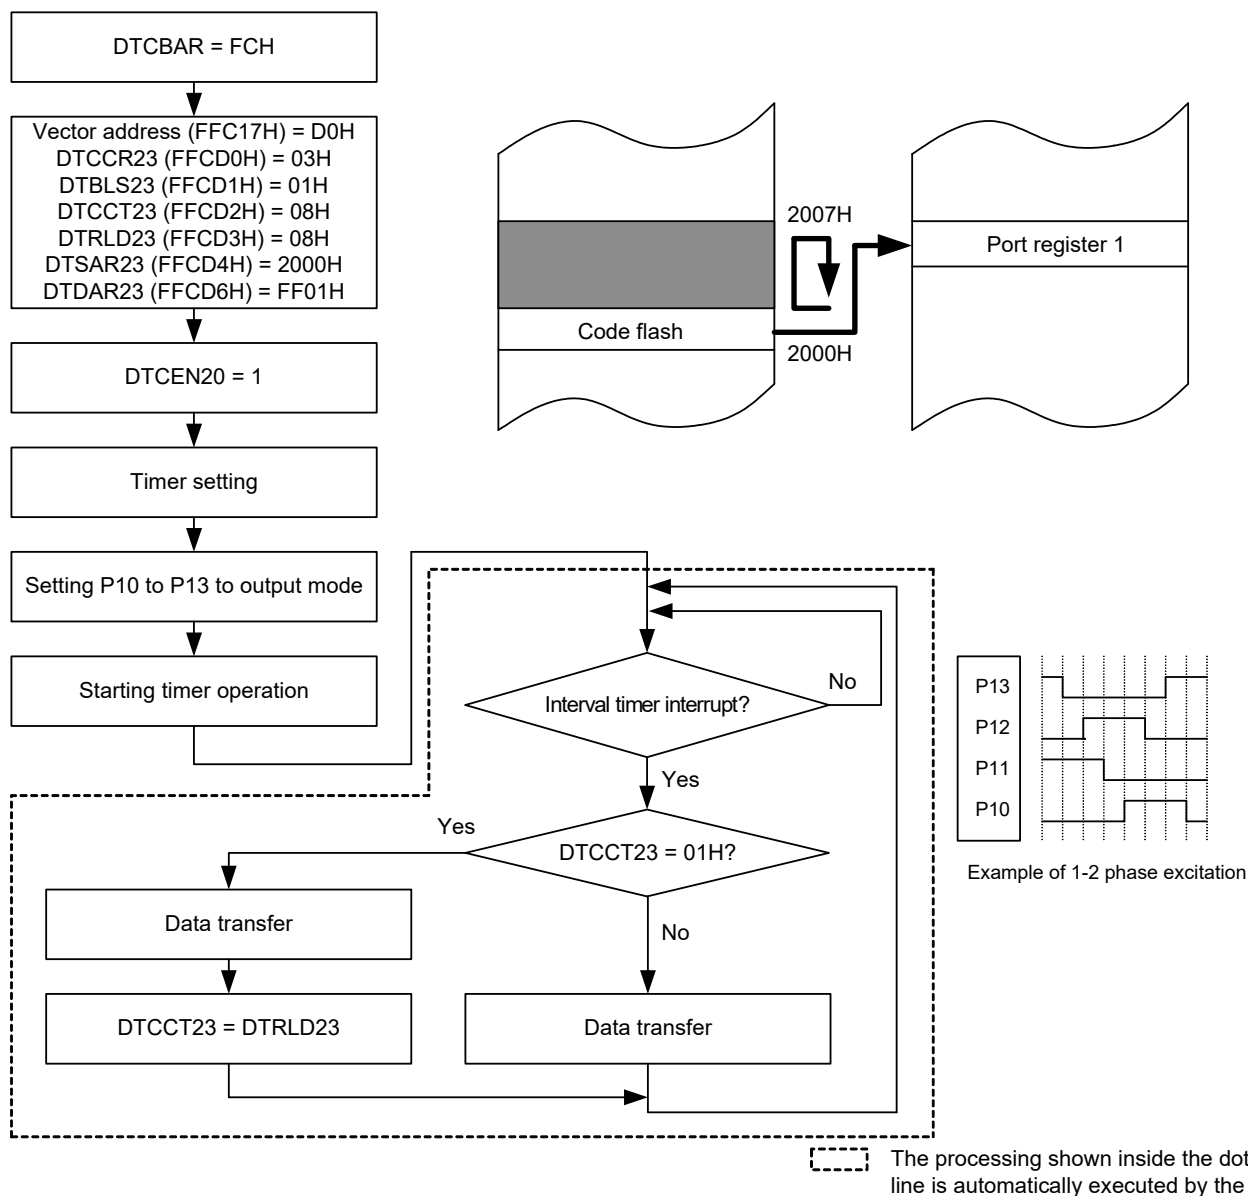 DTCBAR = FCH
Vector address (FFC17H) = D0H
DTCCR23 (FFCD0H) = 03H
DTBLS23 (FFCD1H) = 01H
DTCCT23 (FFCD2H) = 08H
DTRLD23 (FFCD3H) = 08H
DTSAR23 (FFCD4H) = 2000H
DTDAR23 (FFCD6H) = FF01H
DTCEN20 = 1
Timer setting
Setting P10 to P13 to output mode
Starting timer operation
2007H
Port register 1
Code flash
2000H
Interval timer interrupt?
No
Yes
DTCCT23 = 01H?
Yes
No
Data transfer
DTCCT23 = DTRLD23
Data transfer
P13
P12
P11
P10
Example of 1-2 phase excitation
The processing shown inside the dot
line is automatically executed by the